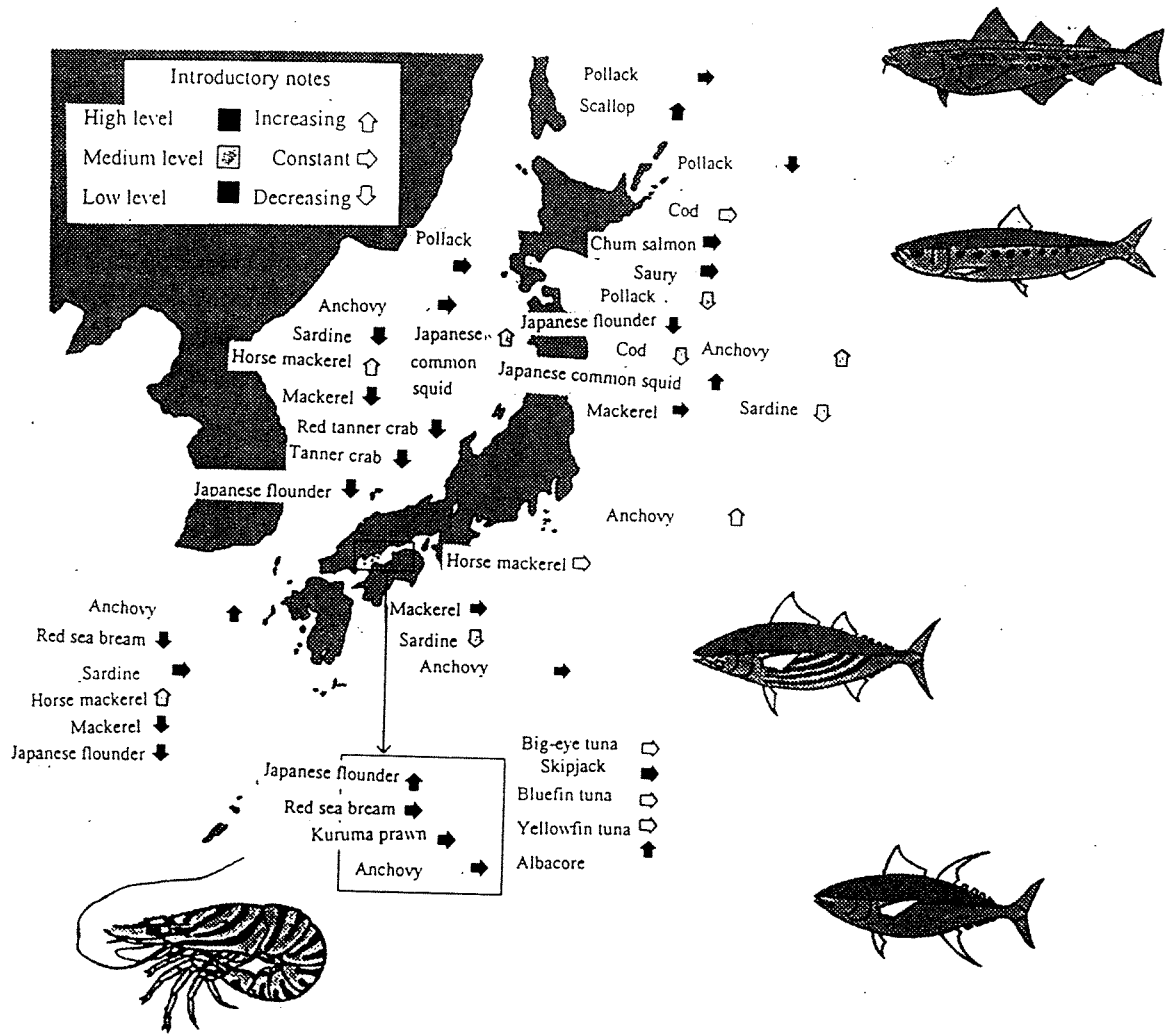 Introductory notes
High level Increasing
Medium level Constant
Low level Decreasing
Pollack
Scallop
Pollack
Cod
Chum salmon
Saury
Pollack
Japanese flounder
Cod
Anchovy
Japanese common squid
Mackerel
Sardine
Pollack
Anchovy
Sardine
Japanese
common
squid
Horse mackerel
Mackerel
Red tanner crab
Tanner crab
Japanese flounder
Anchovy
Horse mackerel
Mackerel
Sardine
Anchovy
Anchovy
Red sea bream
Sardine
Horse mackerel
Mackerel
Japanese flounder
Japanese flounder
Red sea bream
Kuruma prawn
Anchovy
Big-eye tuna
Skipjack
Bluefin tuna
Yellowfin tuna
Albacore